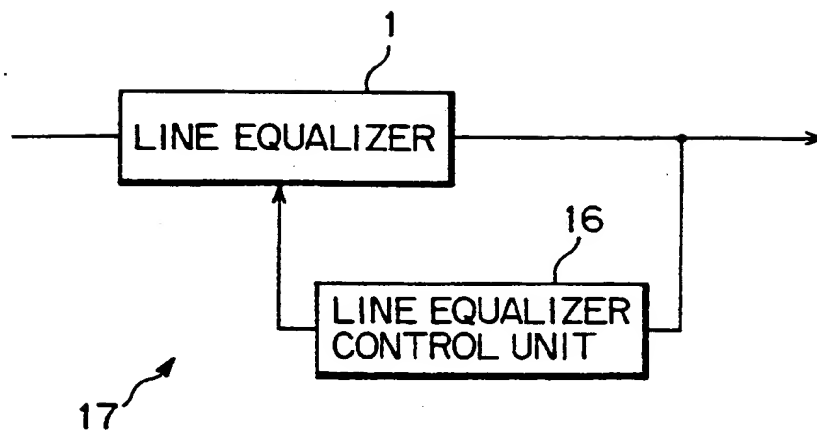 1
LINE EQUALIZER
16
LINE EQUALIZER
CONTROL UNIT
17